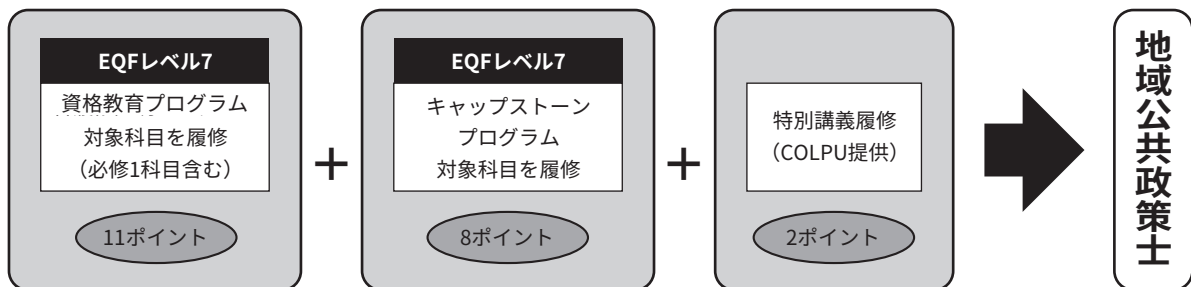 EQFレベル7
資格教育プログラム
対象科目を履修
（必修1科目含む）
11ポイント
＋
EQFレベル7
キャップストーン
プログラム
対象科目を履修
8ポイント
＋
特別講義履修
（COLPU提供）
2ポイント
地域公共政策士